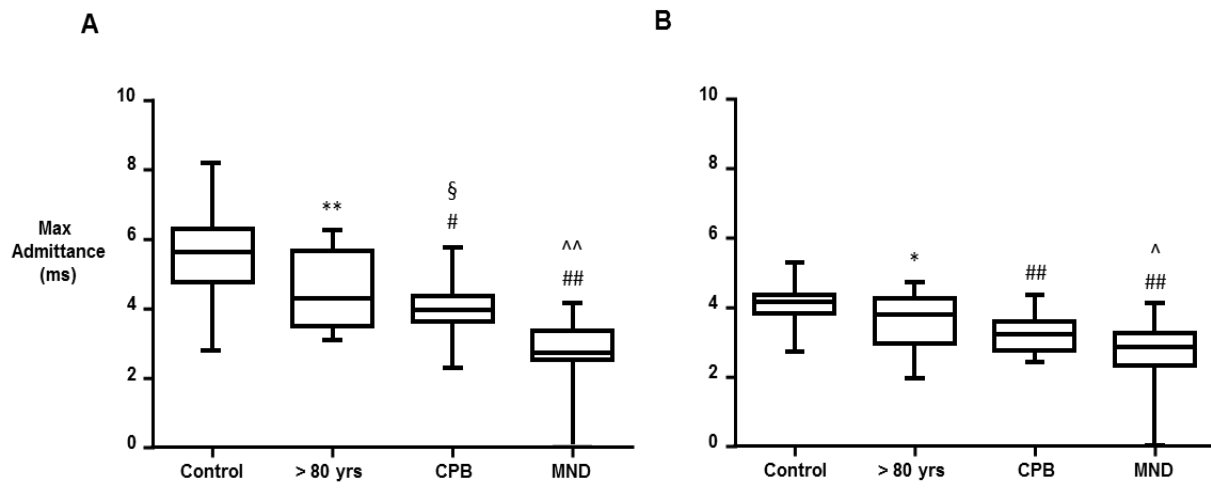 A
B
10
8
6
4
2
0
Max
Admittance
(ms)
**
§
#
^^
##
Control
> 80 yrs
CPB
MND
10
8
6
4
2
0
*
##
^
##
Control
> 80 yrs
CPB
MND